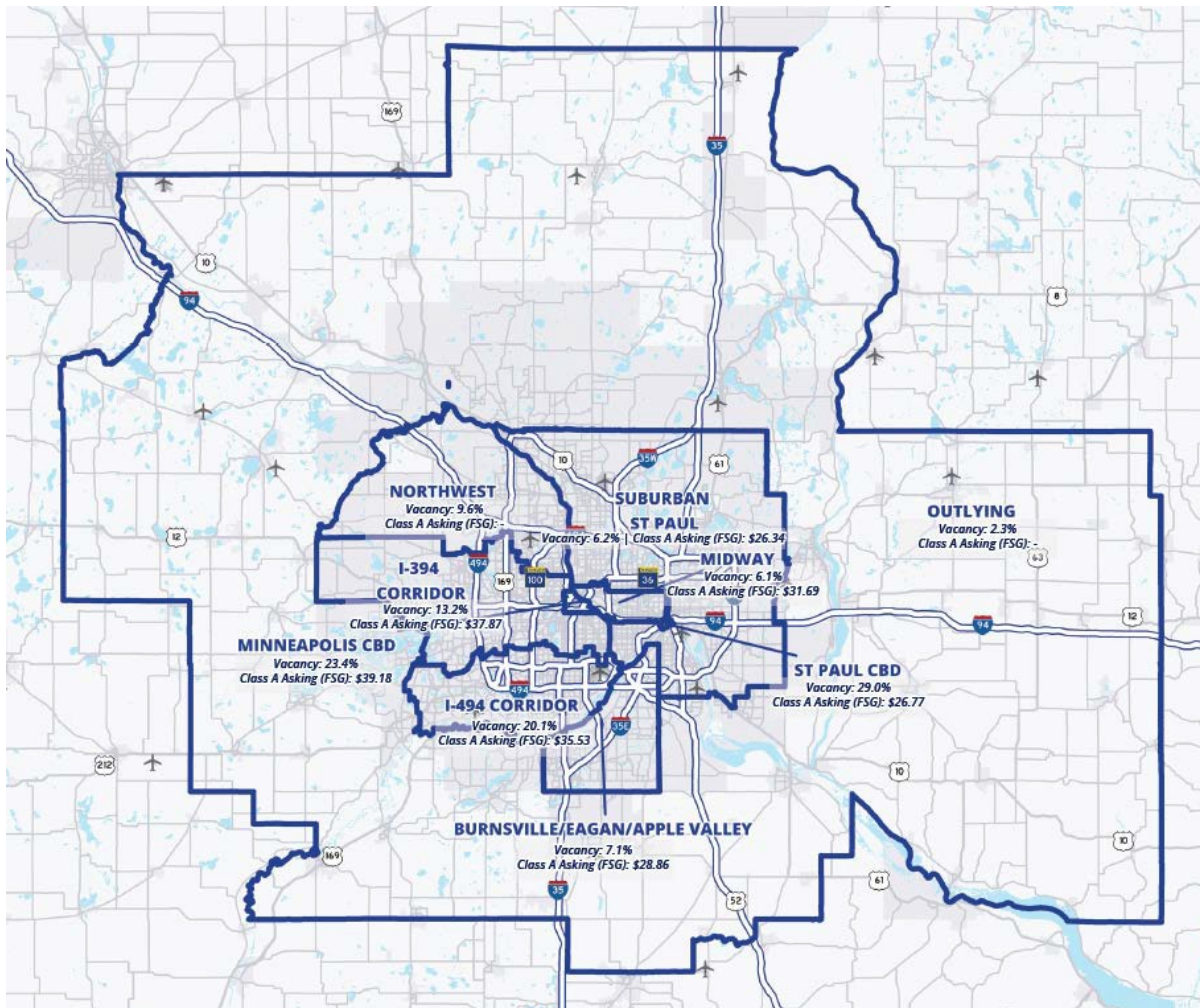 169
35
10
94
8
10
35W
61
NORTHWEST
Vacancy: 9.6%
Class A Asking (FSG): -
SUBURBAN
ST PAUL
Vacancy: 6.2% | Class A Asking (FSG): $26.34
OUTLYING
Vacancy: 2.3%
Class A Asking (FSG): -
63
12
I-394
CORRIDOR
Vacancy: 13.2%
Class A Asking (FSG): $37.87
494
169
100
36
MIDWAY
Vacancy: 6.1%
Class A Asking (FSG): $31.69
94
94
12
MINNEAPOLIS CBD
Vacancy: 23.4%
Class A Asking (FSG): $39.18
ST PAUL CBD
Vacancy: 29.0%
Class A Asking (FSG): $26.77
494
I-494 CORRIDOR
Vacancy: 20.1%
Class A Asking (FSG): $35.53
35E
212
10
BURNSVILLE/EAGAN/APPLE VALLEY
Vacancy: 7.1%
Class A Asking (FSG): $28.86
169
10
35
61
52